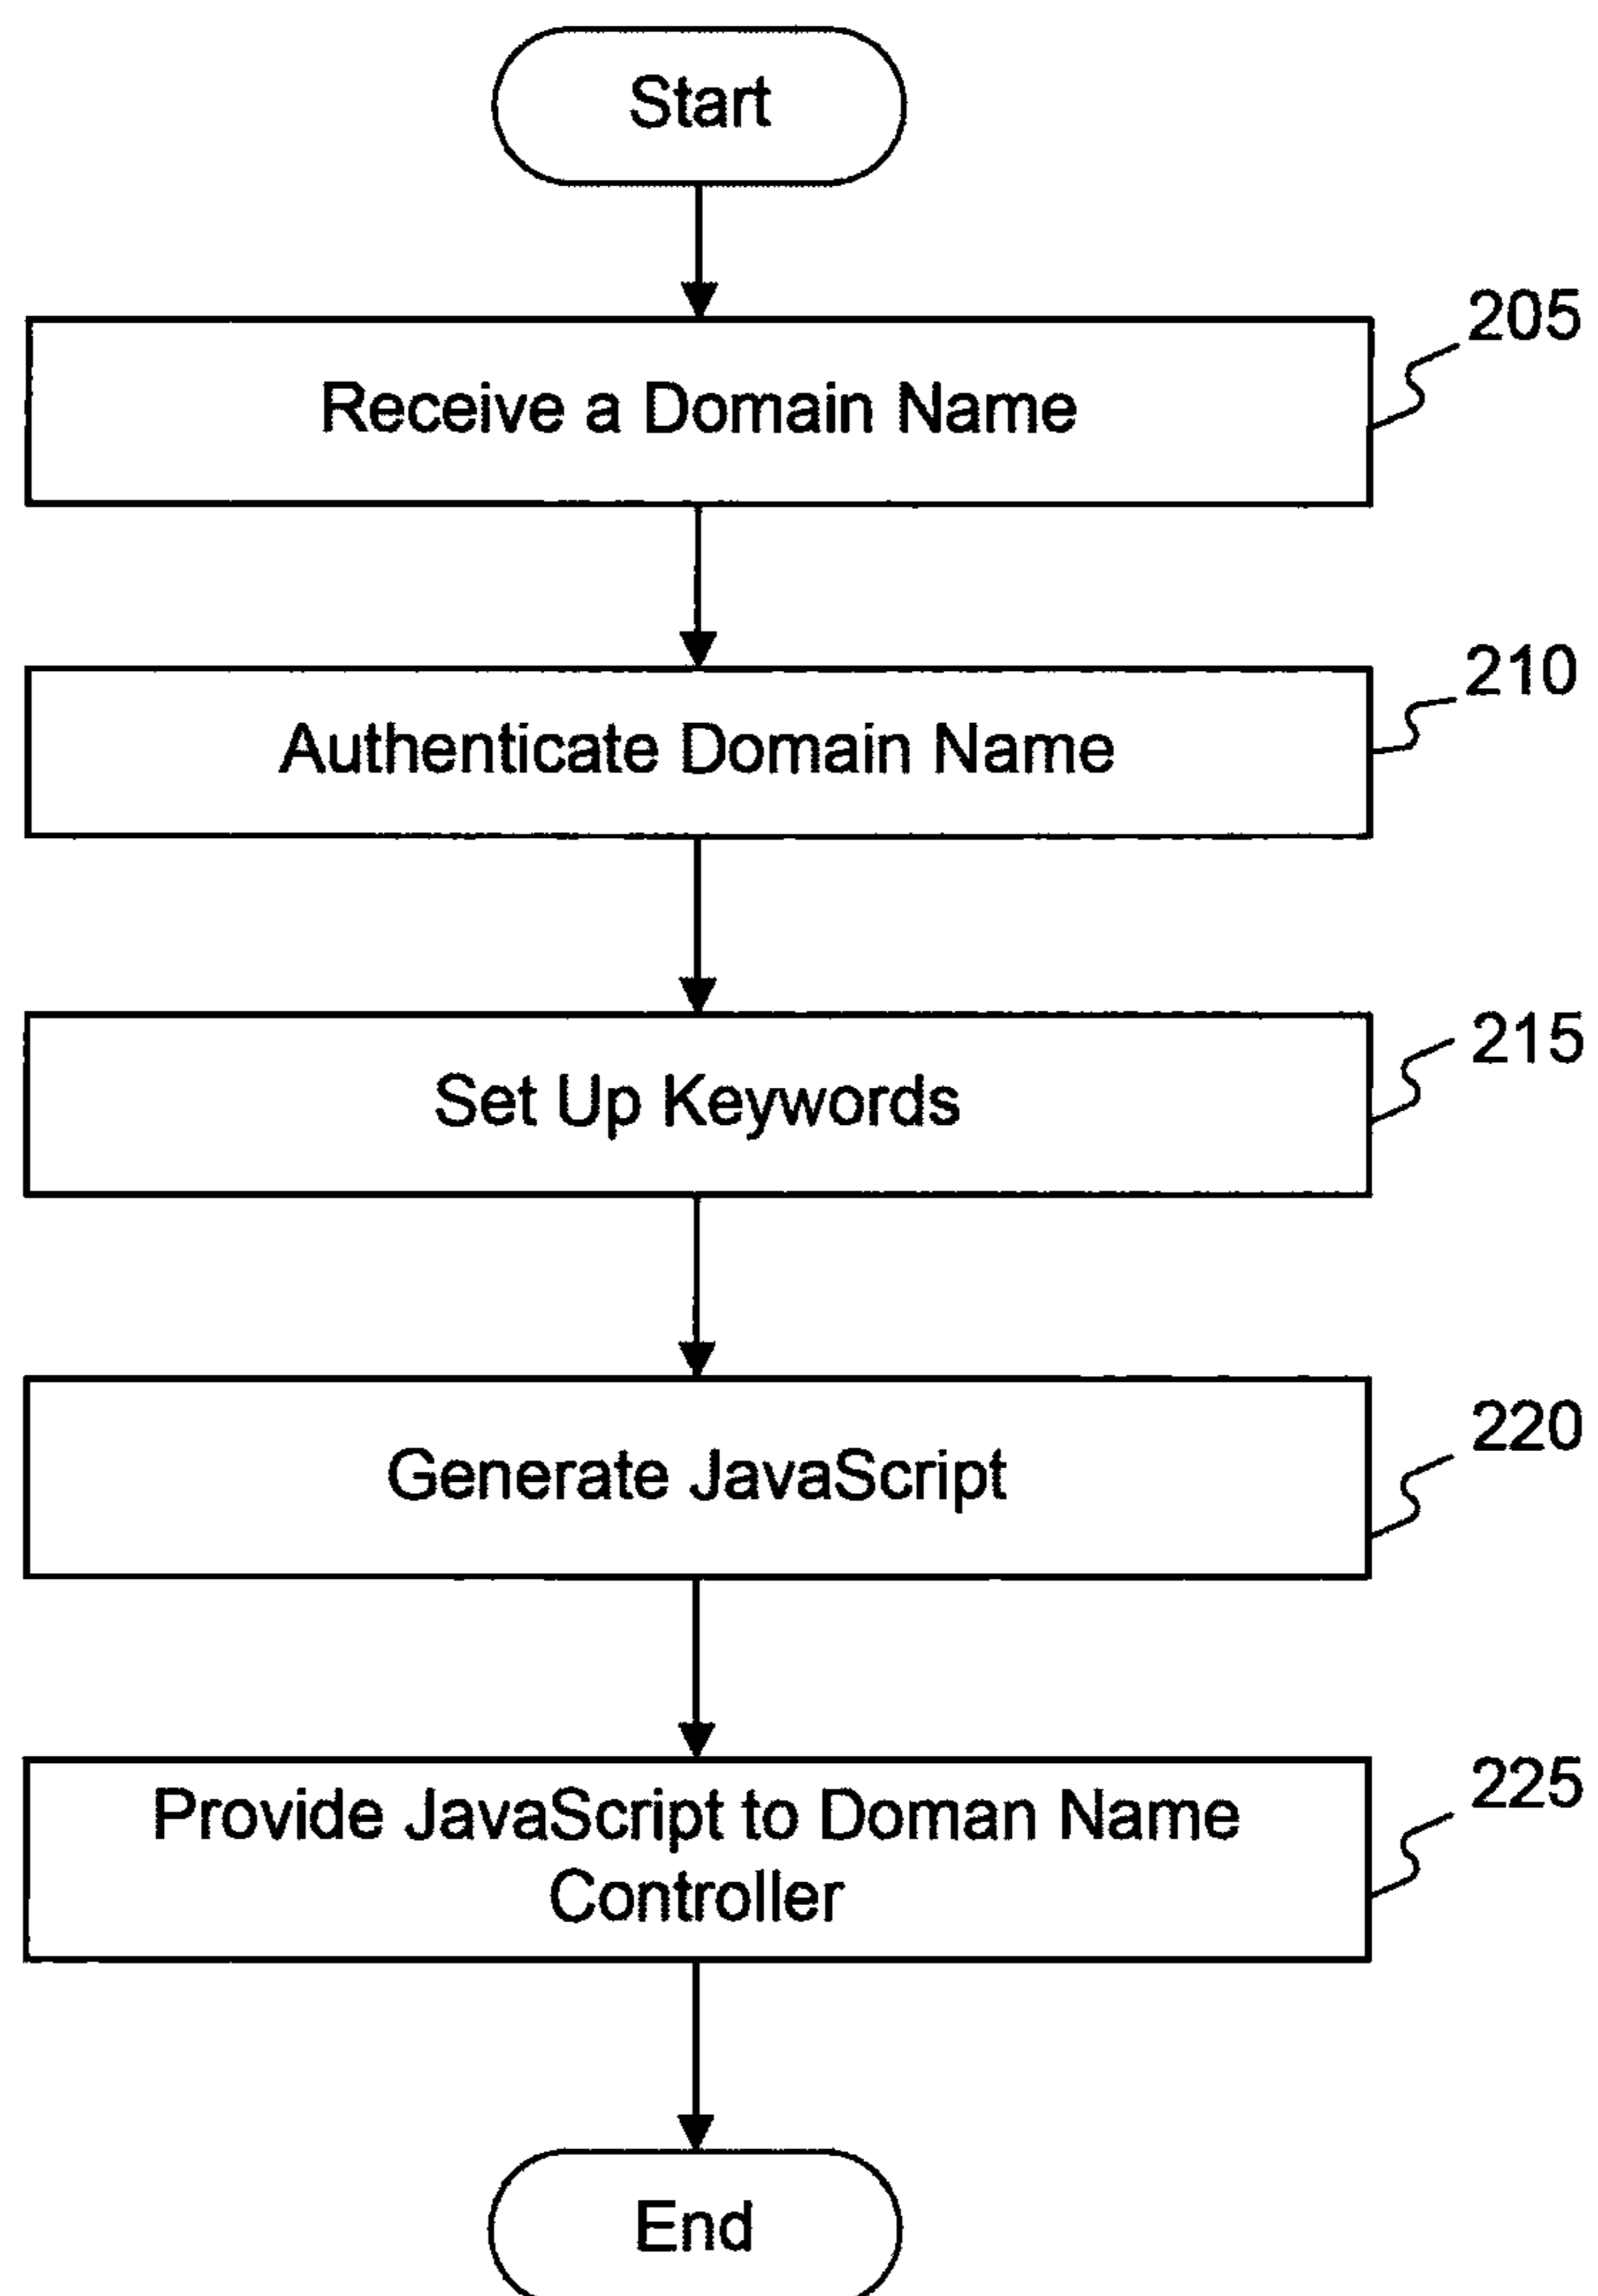 Start
205
Receive a Domain Name
210
Authenticate Domain Name
215
Set Up Keywords
220
Generate JavaScript
225
Provide JavaScript to Doman Name
Controller
End